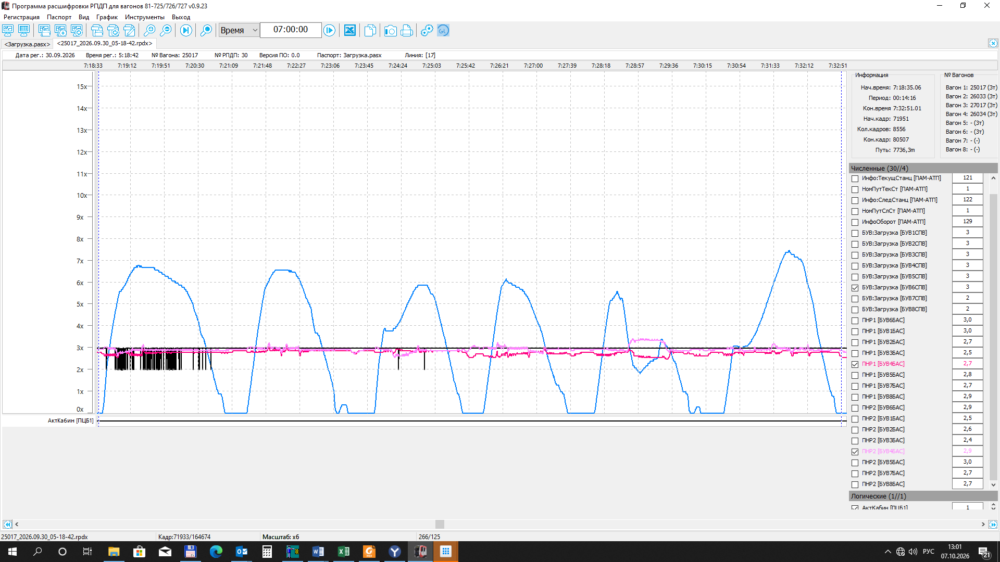 Программа расшифровки РПДП для вагонов 81-725/726/727 v0.9.23
Регистрация Паспорт Вид График Инструменты Выход
Время 07:00:00
<Загрузка.pasx> <25017_2026.09.30_05-18-42.rpdx>
Дата рег.: 30.09.2026 Время рег.: 5:18:42 № Вагона: 25017 № РПДП: 30 Версия ПО: 0.0 Паспорт: Загрузка.pasx Линия: [17]
7:18:33 7:19:12 7:19:51 7:20:30 7:21:09 7:21:48 7:22:27 7:23:06 7:23:45 7:24:24 7:25:03 7:25:42 7:26:21 7:27:00 7:27:39 7:28:18 7:28:57 7:29:36 7:30:15 7:30:54 7:31:33 7:32:12 7:32:51
15x
14x
13x
12x
11x
10x
9x
8x
7x
6x
5x
4x
3x
2x
1x
0x
АктКабин [ПЦБ1]
Информация
Нач.время: 7:18:35.06
Период: 00:14:16
Кон.время 7:32:51.01
Нач.кадр: 71951
Кол.кадров: 8556
Кон.кадр: 80507
Путь: 7736,3m
№ Вагонов
Вагон 1: 25017 (3т)
Вагон 2: 26033 (3т)
Вагон 3: 27017 (3т)
Вагон 4: 26034 (3т)
Вагон 5: - (3т)
Вагон 6: - (3т)
Вагон 7: - (-)
Вагон 8: - (-)
Численные (30//4)
Инфо:ТекущСтанц [ПАМ-АТП] 121
НомПутТекСт [ПАМ-АТП] 1
Инфо:СледСтанц [ПАМ-АТП] 122
НомПутСлСт [ПАМ-АТП] 1
ИнфоОборот [ПАМ-АТП] 129
БУВ:Загрузка [БУВ1СПВ] 3
БУВ:Загрузка [БУВ2СПВ] 3
БУВ:Загрузка [БУВ3СПВ] 3
БУВ:Загрузка [БУВ4СПВ] 3
БУВ:Загрузка [БУВ5СПВ] 3
БУВ:Загрузка [БУВ6СПВ] 3
БУВ:Загрузка [БУВ7СПВ] 2
БУВ:Загрузка [БУВ8СПВ] 2
ПНР1 [БУВ6БАС] 3,0
ПНР1 [БУВ1БАС] 3,0
ПНР1 [БУВ2БАС] 2,7
ПНР1 [БУВ3БАС] 2,5
ПНР1 [БУВ4БАС] 2,7
ПНР1 [БУВ5БАС] 2,8
ПНР1 [БУВ7БАС] 2,7
ПНР1 [БУВ8БАС] 2,9
ПНР2 [БУВ6БАС] 2,9
ПНР2 [БУВ1БАС] 2,5
ПНР2 [БУВ2БАС] 2,6
ПНР2 [БУВ3БАС] 2,4
ПНР2 [БУВ4БАС] 2,9
ПНР2 [БУВ5БАС] 3,0
ПНР2 [БУВ7БАС] 2,7
ПНР2 [БУВ8БАС] 2,7
Логические (1//1)
АктКабин [ПЦБ1] 1
25017_2026.09.30_05-18-42.rpdx Кадр:71933/164674 Масштаб: x6 266/125
РУС
13:01
07.10.2026
21